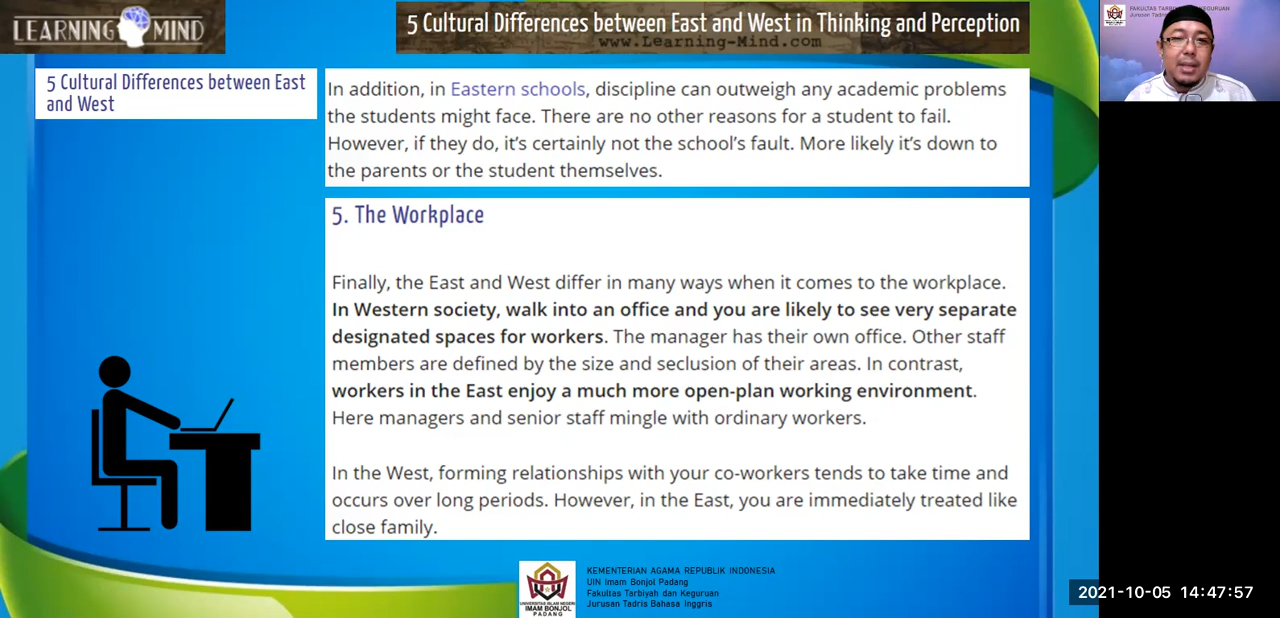 LEARNING MIND
5 Cultural Differences between East and West in Thinking and Perception
www.Learning-Mind.com
FAKULTAS TARBIYAH DAN KEGURUAN
Jurusan Tadris
5 Cultural Differences between East
and West
In addition, in Eastern schools, discipline can outweigh any academic problems
the students might face. There are no other reasons for a student to fail.
However, if they do, it’s certainly not the school’s fault. More likely it’s down to
the parents or the student themselves.
5. The Workplace
Finally, the East and West differ in many ways when it comes to the workplace.
In Western society, walk into an office and you are likely to see very separate
designated spaces for workers. The manager has their own office. Other staff
members are defined by the size and seclusion of their areas. In contrast,
workers in the East enjoy a much more open-plan working environment.
Here managers and senior staff mingle with ordinary workers.
In the West, forming relationships with your co-workers tends to take time and
occurs over long periods. However, in the East, you are immediately treated like
close family.
UNIVERSITAS ISLAM NEGERI
IMAM BONJOL
PADANG
KEMENTERIAN AGAMA REPUBLIK INDONESIA
UIN Imam Bonjol Padang
Fakultas Tarbiyah dan Keguruan
Jurusan Tadris Bahasa Inggris
2021-10-05 14:47:57